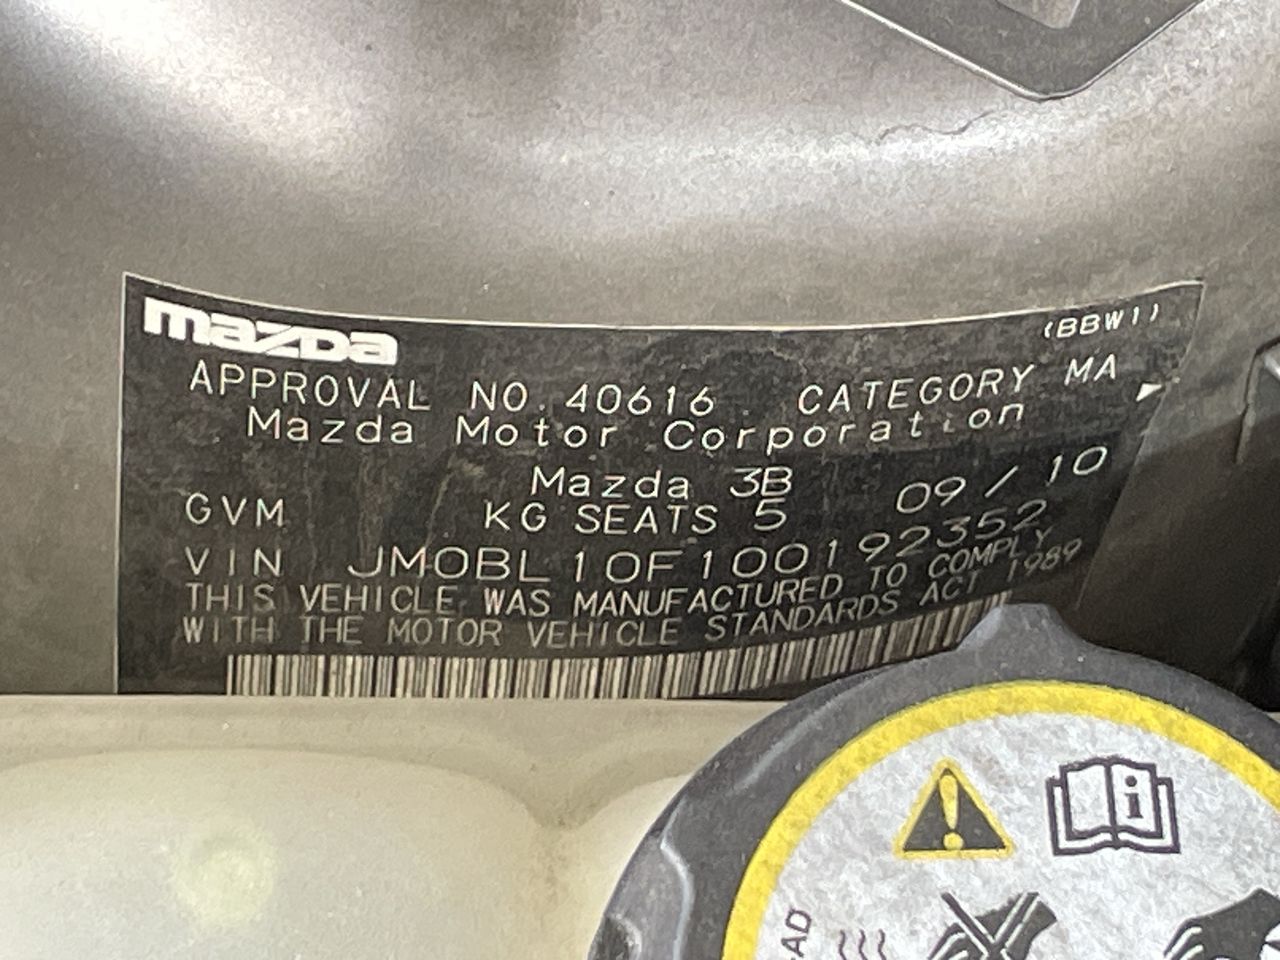 mazda
(BBW1)
APPROVAL NO. 40616 CATEGORY MA
Mazda Motor Corporation
Mazda 3B
GVM KG SEATS 5 09/10
VIN JM0BL10F100192352
THIS VEHICLE WAS MANUFACTURED TO COMPLY
WITH THE MOTOR VEHICLE STANDARDS ACT 1989